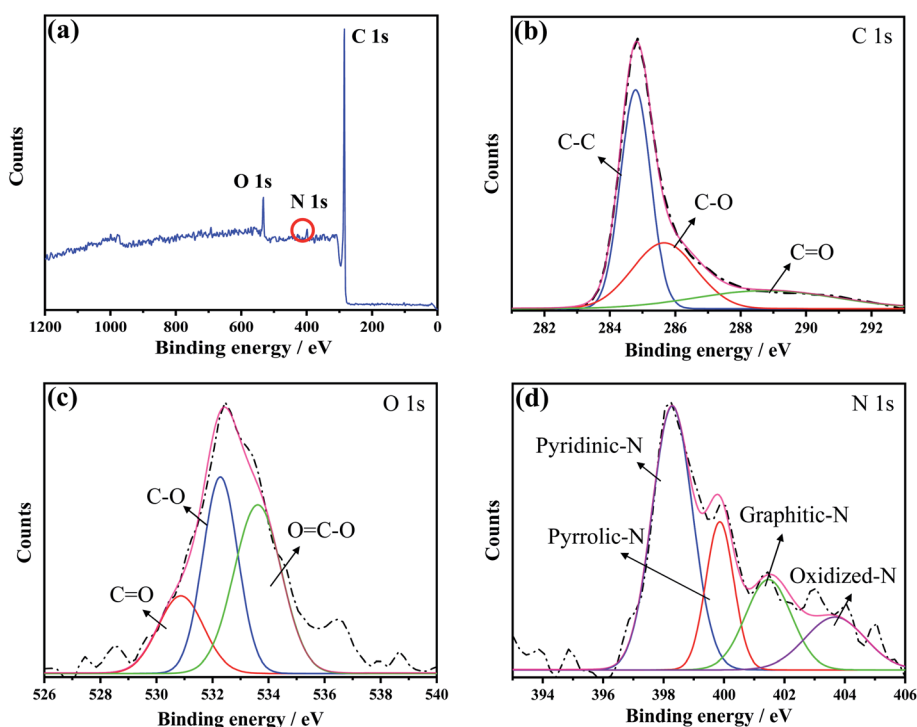 (a)
C 1s
O 1s
N 1s
Counts
1200 1000 800 600 400 200 0
Binding energy / eV
(b)
C 1s
C-C
C-O
C=O
Counts
282 284 286 288 290 292
Binding energy / eV
(c)
O 1s
C-O
O=C-O
C=O
Counts
526 528 530 532 534 536 538 540
Binding energy / eV
(d)
N 1s
Pyridinic-N
Pyrrolic-N
Graphitic-N
Oxidized-N
Counts
394 396 398 400 402 404 406
Binding energy / eV